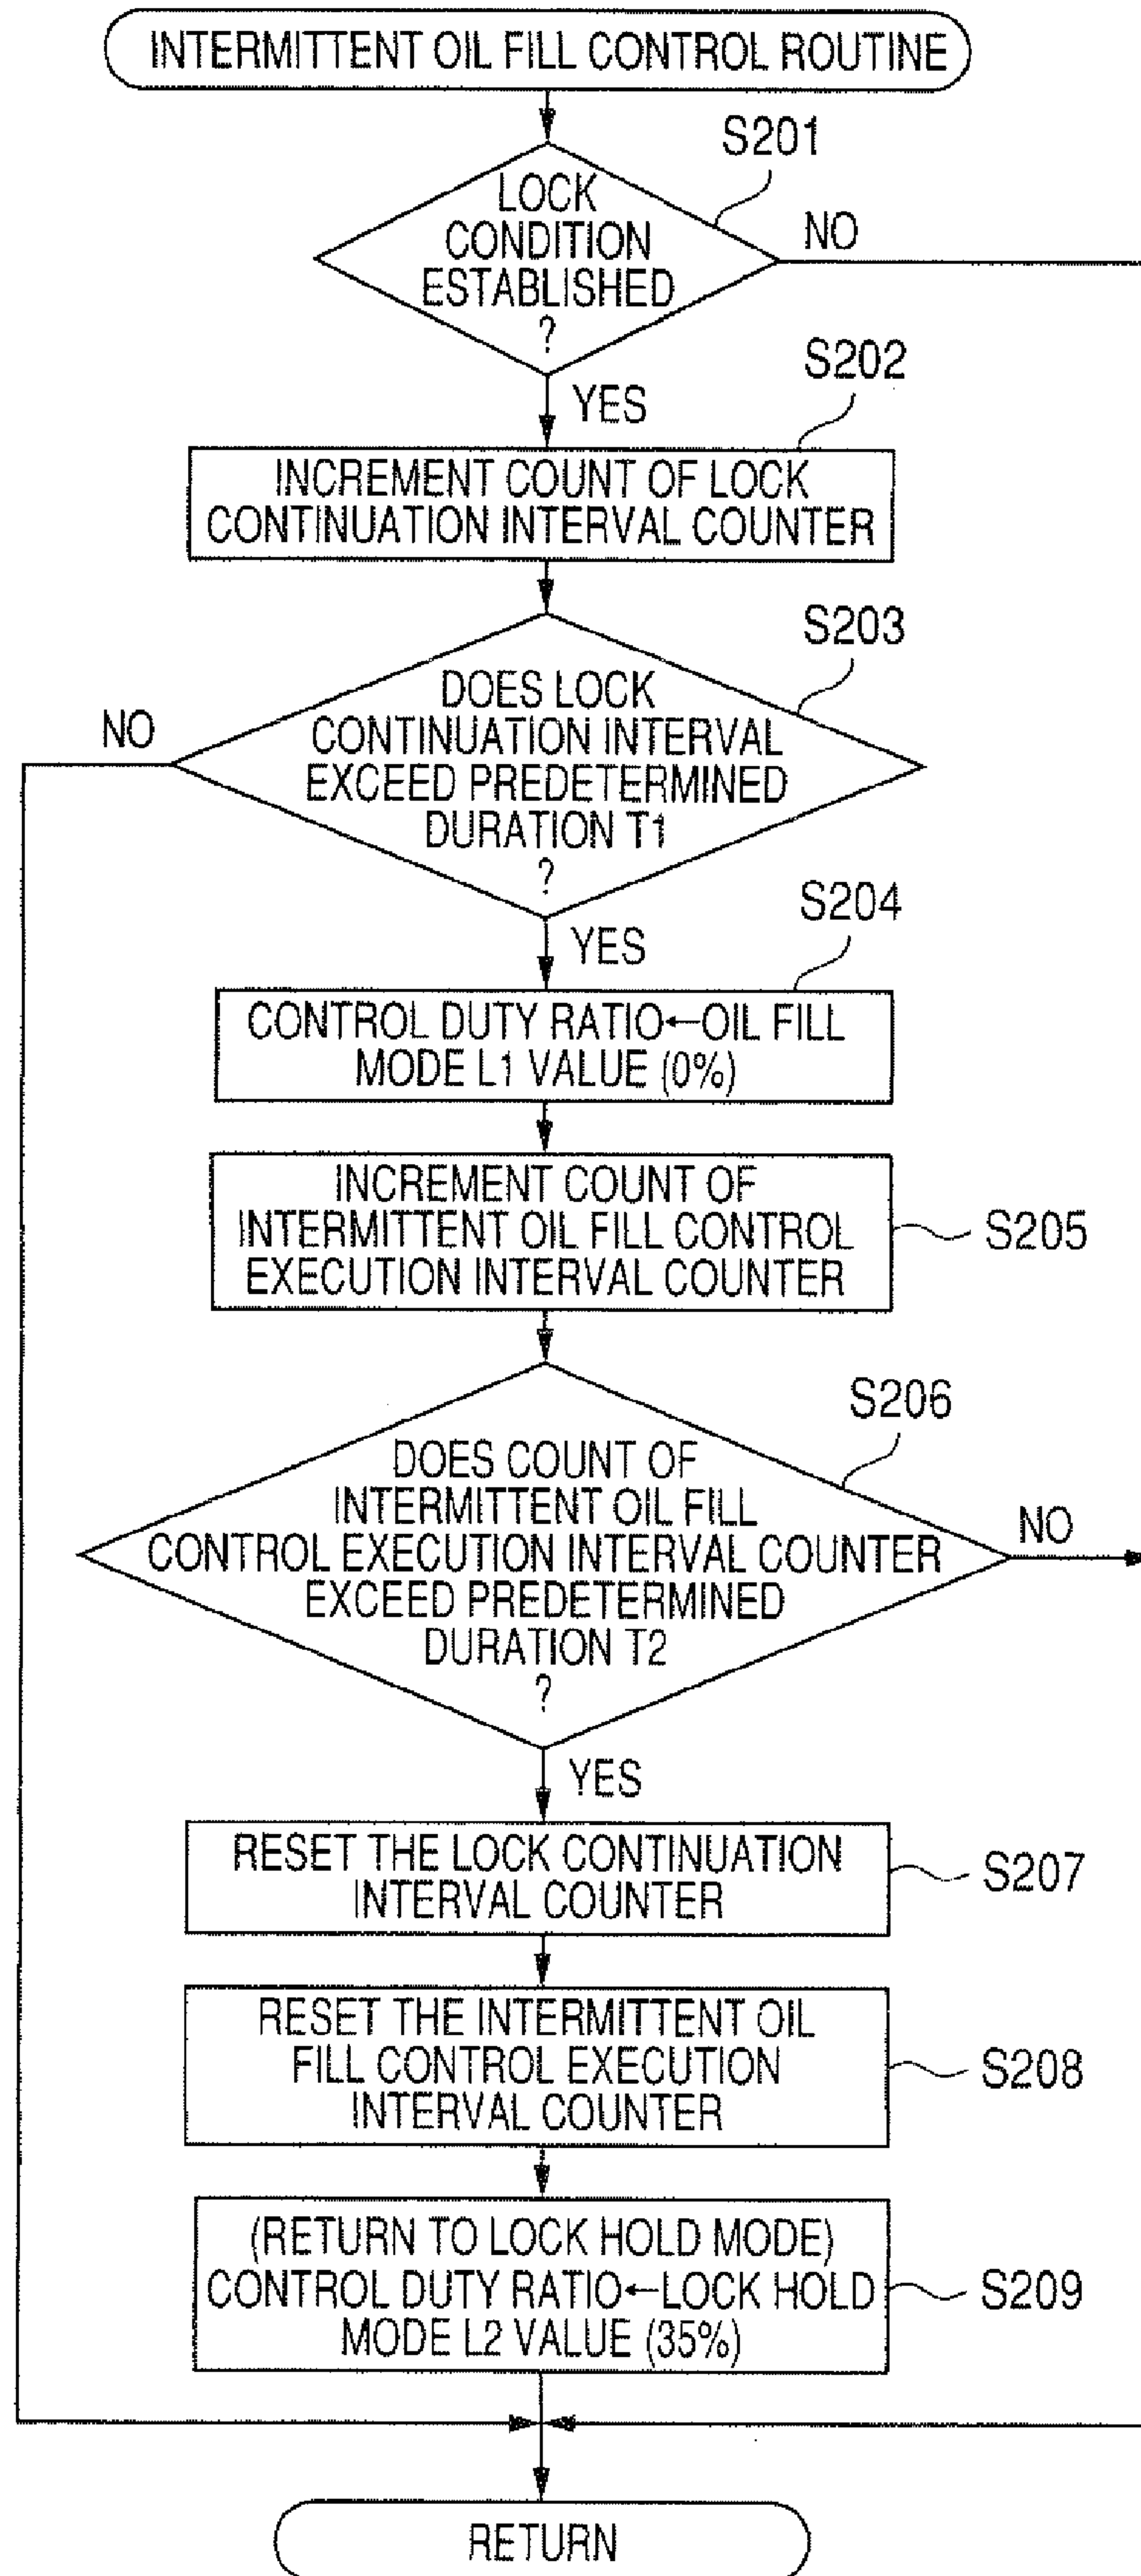 INTERMITTENT OIL FILL CONTROL ROUTINE
S201
LOCK
CONDITION
ESTABLISHED
?
NO
YES
S202
INCREMENT COUNT OF LOCK
CONTINUATION INTERVAL COUNTER
S203
DOES LOCK
CONTINUATION INTERVAL
EXCEED PREDETERMINED
DURATION T1
?
NO
YES
S204
CONTROL DUTY RATIO←OIL FILL
MODE L1 VALUE (0%)
INCREMENT COUNT OF
INTERMITTENT OIL FILL CONTROL
EXECUTION INTERVAL COUNTER
S205
S206
DOES COUNT OF
INTERMITTENT OIL FILL
CONTROL EXECUTION INTERVAL COUNTER
EXCEED PREDETERMINED
DURATION T2
?
NO
YES
RESET THE LOCK CONTINUATION
INTERVAL COUNTER
S207
RESET THE INTERMITTENT OIL
FILL CONTROL EXECUTION
INTERVAL COUNTER
S208
(RETURN TO LOCK HOLD MODE)
CONTROL DUTY RATIO←LOCK HOLD
MODE L2 VALUE (35%)
S209
RETURN